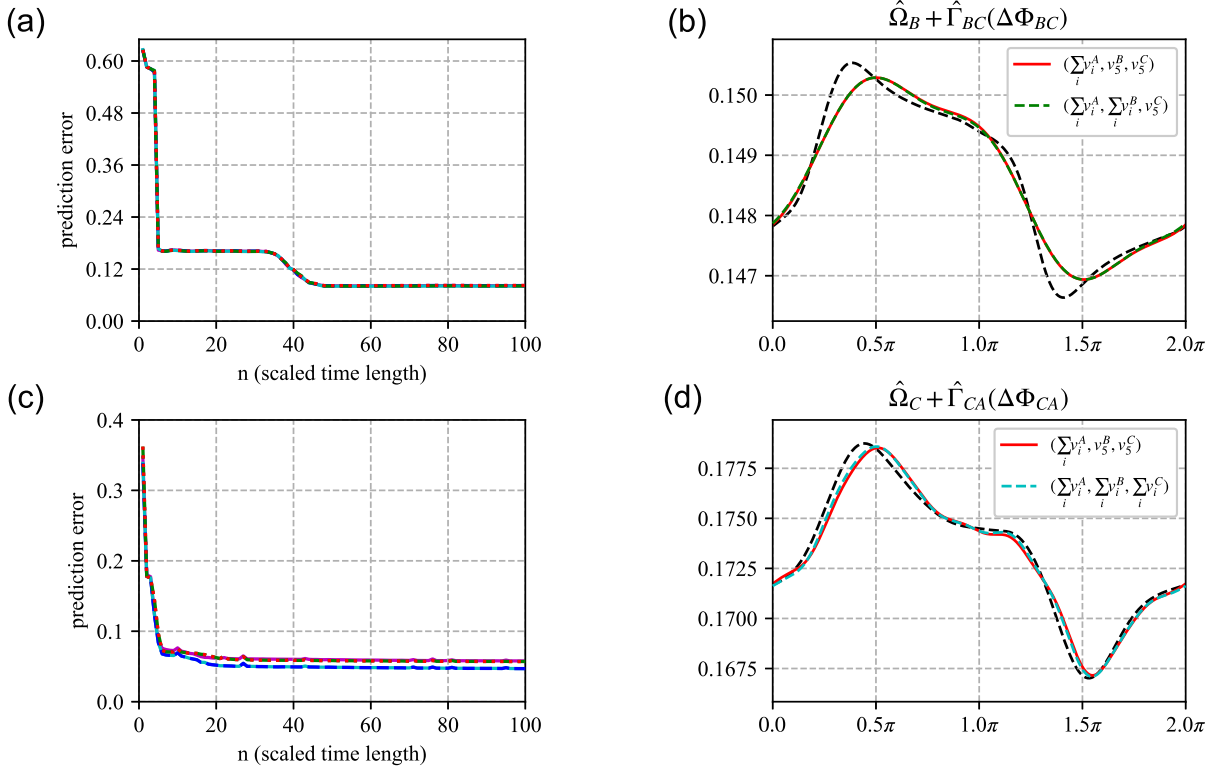 (a)
0.60
0.48
0.36
0.24
0.12
0.00
prediction error
0 20 40 60 80 100
n (scaled time length)
(b)
Ω̂_B + Γ̂_BC(ΔΦ_BC)
(∑_i v_i^A, v_5^B, v_5^C)
(∑_i v_i^A, ∑_i v_i^B, v_5^C)
0.150
0.149
0.148
0.147
0.0 0.5π 1.0π 1.5π 2.0π
(c)
0.4
0.3
0.2
0.1
0.0
prediction error
0 20 40 60 80 100
n (scaled time length)
(d)
Ω̂_C + Γ̂_CA(ΔΦ_CA)
(∑_i v_i^A, v_5^B, v_5^C)
(∑_i v_i^A, ∑_i v_i^B, ∑_i v_i^C)
0.1775
0.1750
0.1725
0.1700
0.1675
0.0 0.5π 1.0π 1.5π 2.0π